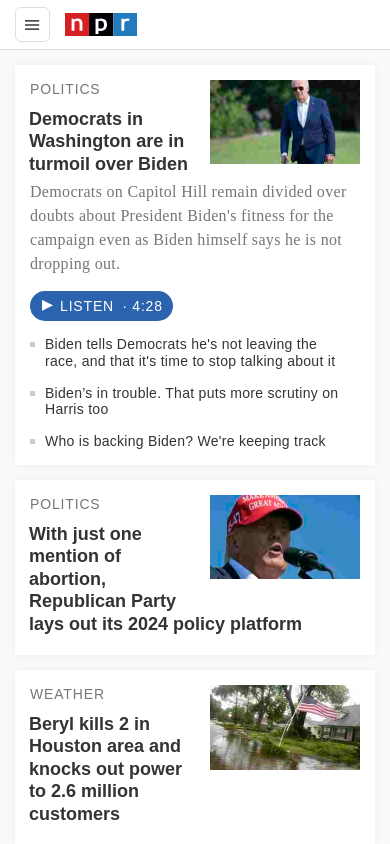 npr
POLITICS
Democrats in
Washington are in
turmoil over Biden
Democrats on Capitol Hill remain divided over
doubts about President Biden's fitness for the
campaign even as Biden himself says he is not
dropping out.
LISTEN · 4:28
Biden tells Democrats he's not leaving the
race, and that it's time to stop talking about it
Biden's in trouble. That puts more scrutiny on
Harris too
Who is backing Biden? We're keeping track
POLITICS
With just one
mention of
abortion,
Republican Party
lays out its 2024 policy platform
MAKE AMERICA
GREAT
47
WEATHER
Beryl kills 2 in
Houston area and
knocks out power
to 2.6 million
customers